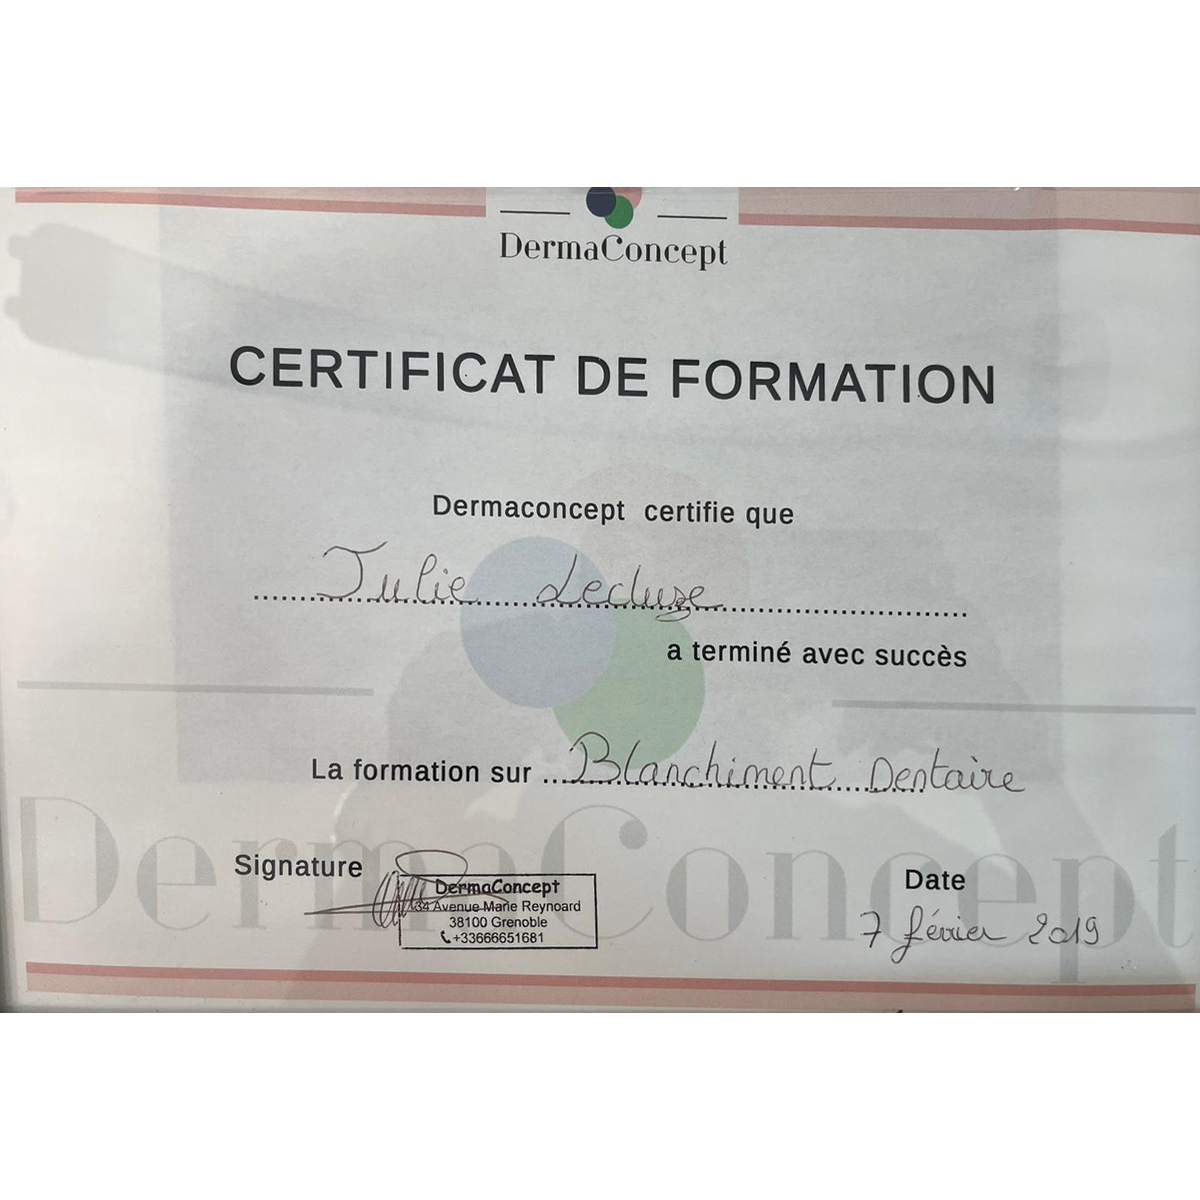 DermaConcept
CERTIFICAT DE FORMATION
Dermaconcept certifie que
Julie Lecluze
a terminé avec succès
La formation sur Blanchiment Dentaire
DermaConcept
Signature
DermaConcept
34 Avenue Marie Reynoard
38100 Grenoble
+33666651681
Date
7 février 2019